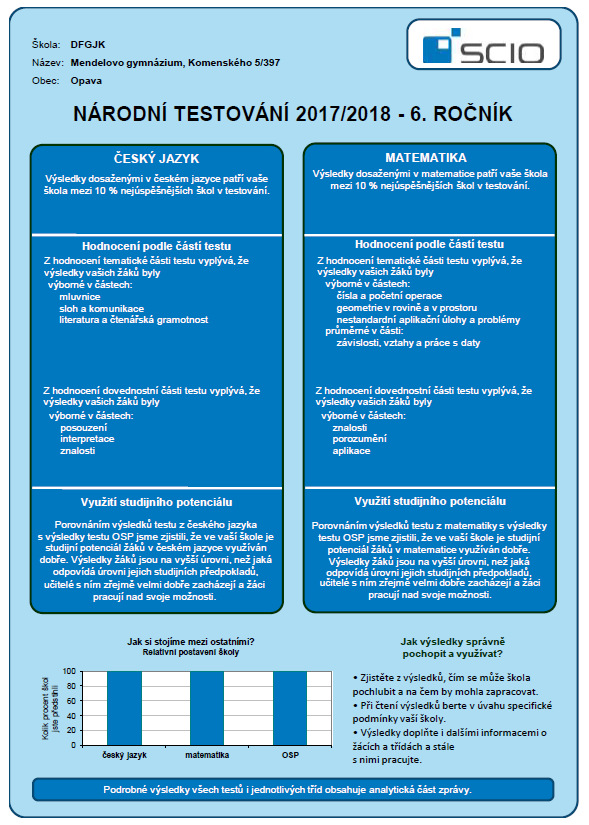 Škola: DFGJK
Název: Mendelovo gymnázium, Komenského 5/397
Obec: Opava
SCIO
NÁRODNÍ TESTOVÁNÍ 2017/2018 - 6. ROČNÍK
ČESKÝ JAZYK
Výsledky dosaženými v českém jazyce patří vaše
škola mezi 10 % nejúspěšnějších škol v testování.
Hodnocení podle částí testu
Z hodnocení tematické části testu vyplývá, že
výsledky vašich žáků byly
výborné v částech:
mluvnice
sloh a komunikace
literatura a čtenářská gramotnost
Z hodnocení dovednostní části testu vyplývá, že
výsledky vašich žáků byly
výborné v částech:
posouzení
interpretace
znalosti
Využití studijního potenciálu
Porovnáním výsledků testu z českého jazyka
s výsledky testu OSP jsme zjistili, že ve vaší škole je
studijní potenciál žáků v českém jazyce využíván
dobře. Výsledky žáků jsou na vyšší úrovni, než jaká
odpovídá úrovni jejich studijních předpokladů,
učitelé s ním zřejmě velmi dobře zacházejí a žáci
pracují nad svoje možnosti.
MATEMATIKA
Výsledky dosaženými v matematice patří vaše škola
mezi 10 % nejúspěšnějších škol v testování.
Hodnocení podle částí testu
Z hodnocení tematické části testu vyplývá, že
výsledky vašich žáků byly
výborné v částech:
čísla a početní operace
geometrie v rovině a v prostoru
nestandardní aplikační úlohy a problémy
průměrné v části:
závislosti, vztahy a práce s daty
Z hodnocení dovednostní části testu vyplývá, že
výsledky vašich žáků byly
výborné v částech:
znalosti
porozumění
aplikace
Využití studijního potenciálu
Porovnáním výsledků testu z matematiky s výsledky
testu OSP jsme zjistili, že ve vaší škole je studijní
potenciál žáků v matematice využíván dobře.
Výsledky žáků jsou na vyšší úrovni, než jaká
odpovídá úrovni jejich studijních předpokladů,
učitelé s ním zřejmě velmi dobře zacházejí a žáci
pracují nad svoje možnosti.
Jak si stojíme mezi ostatními?
Relativní postavení školy
Kolik procent škol
jste předstihli
100
80
60
40
20
0
český jazyk matematika OSP
Jak výsledky správně
pochopit a využívat?
• Zjistěte z výsledků, čím se může škola
pochlubit a na čem by mohla zapracovat.
• Při čtení výsledků berte v úvahu specifické
podmínky vaší školy.
• Výsledky doplňte i dalšími informacemi o
žácích a třídách a stále
s nimi pracujte.
Podrobné výsledky všech testů i jednotlivých tříd obsahuje analytická část zprávy.